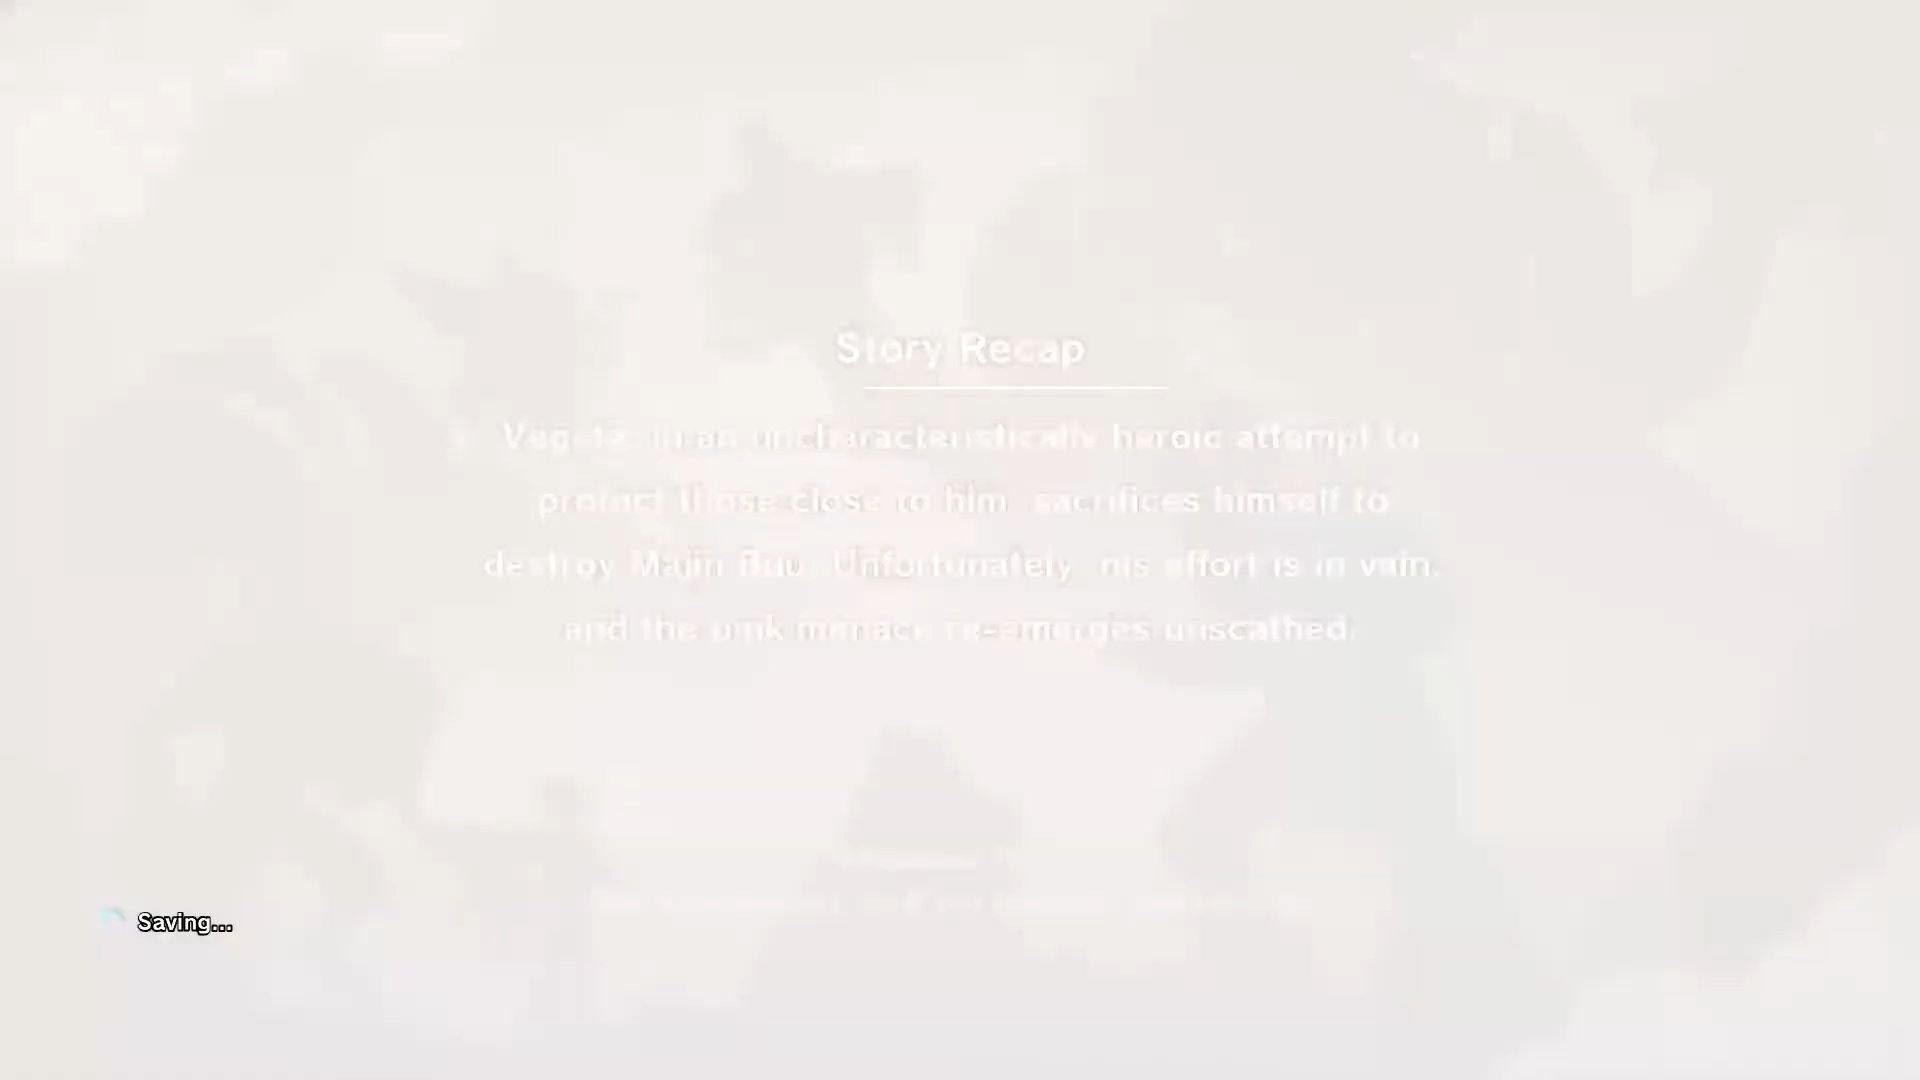 Story Recap
Vegeta, in an uncharacteristically heroic attempt to
protect those close to him, sacrifices himself to
destroy Majin Buu. Unfortunately, his effort is in vain,
and the pink menace re-emerges unscathed.
Saving...